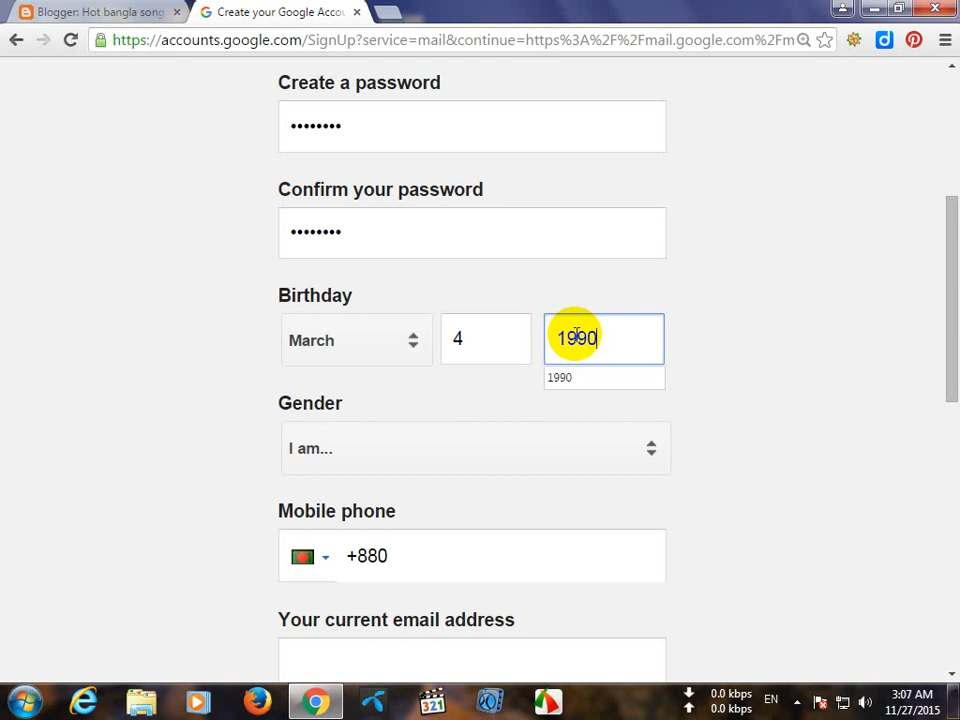 Blogger: Hot bangla song
Create your Google Accou
https://accounts.google.com/SignUp?service=mail&continue=https%3A%2F%2Fmail.google.com%2Fm
Create a password
••••••••
Confirm your password
••••••••
Birthday
March
4
1990
1990
Gender
I am...
Mobile phone
+880
Your current email address
321
0.0 kbps
0.0 kbps
EN
3:07 AM
11/27/2015